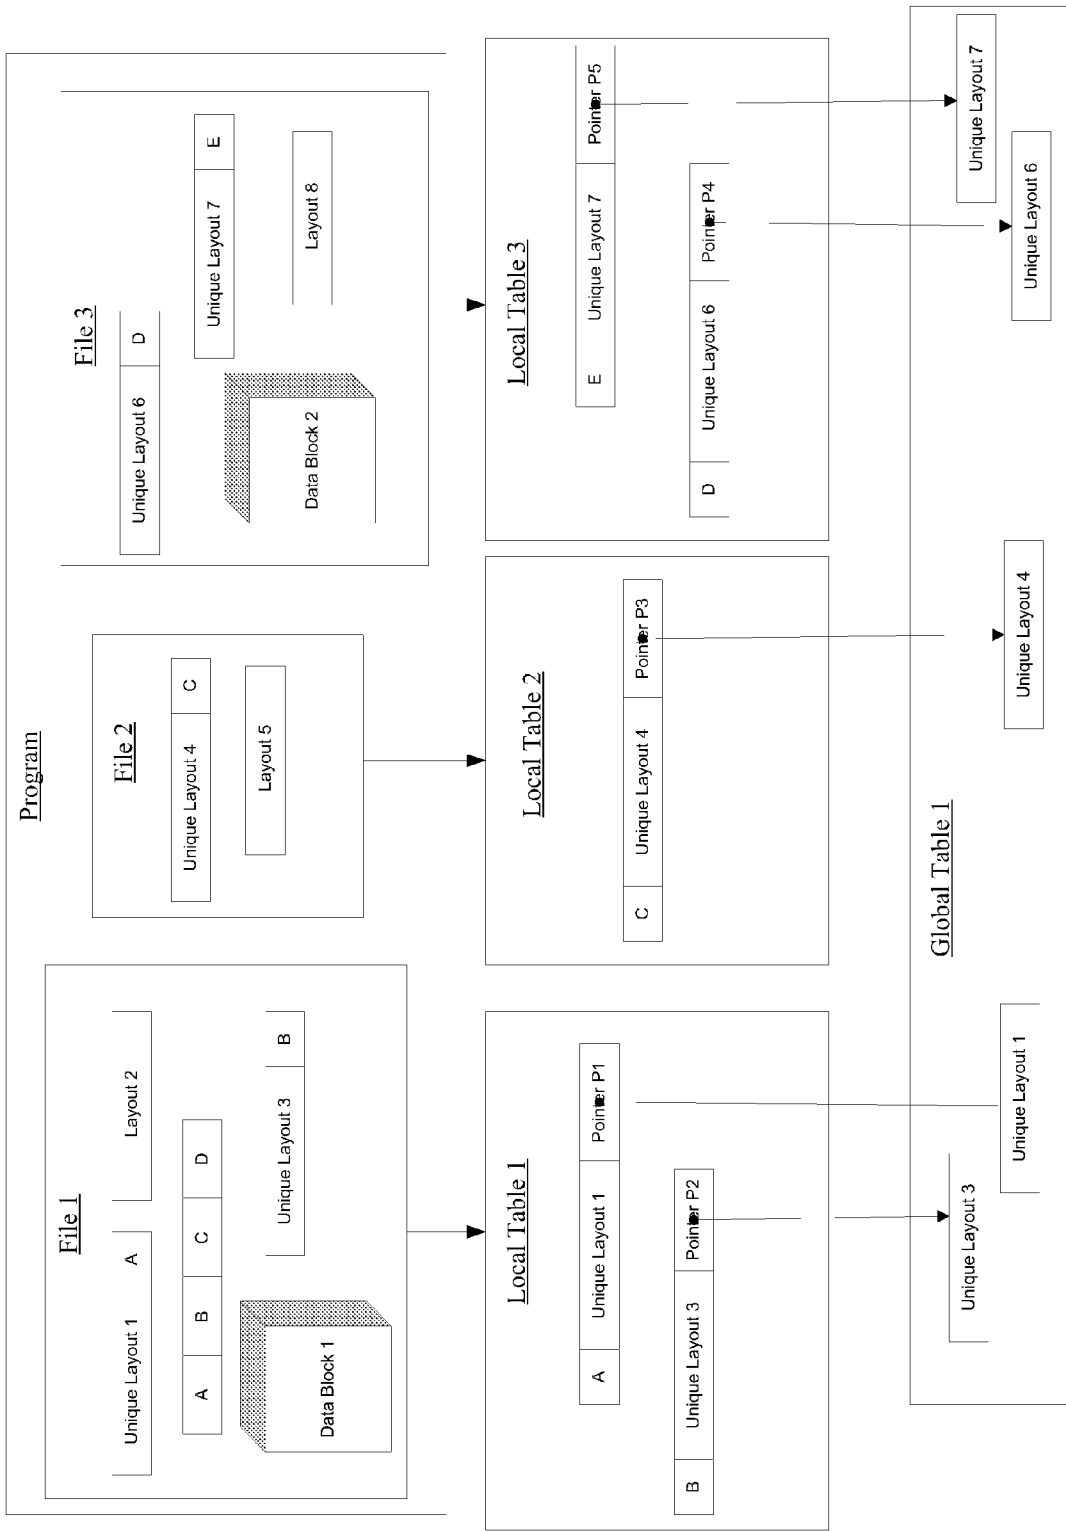 Program
File 1
Unique Layout 1 A
Layout 2
A B C D
Unique Layout 3 B
Data Block 1
File 2
Unique Layout 4 C
Layout 5
File 3
Unique Layout 6 D
Unique Layout 7 E
Data Block 2
Layout 8
Local Table 1
A Unique Layout 1 Pointer P1
B Unique Layout 3 Pointer P2
Local Table 2
C Unique Layout 4 Pointer P3
Local Table 3
E Unique Layout 7 Pointer P5
D Unique Layout 6 Pointer P4
Global Table 1
Unique Layout 3
Unique Layout 1
Unique Layout 4
Unique Layout 7
Unique Layout 6